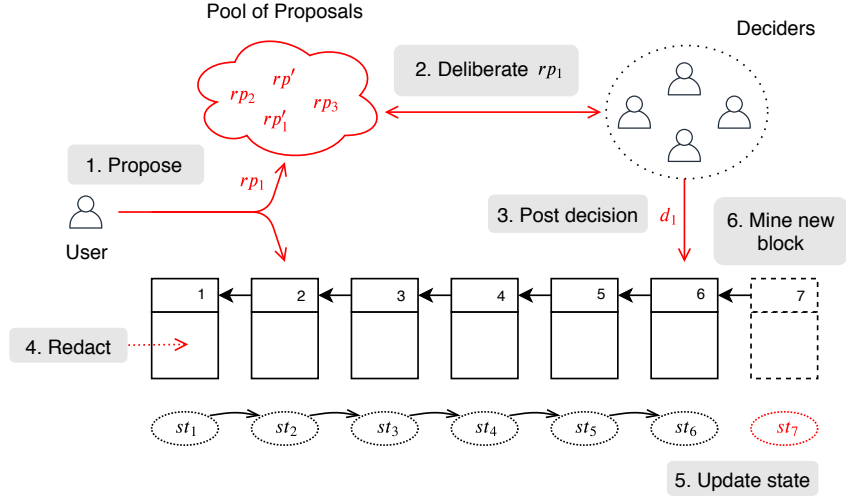 Pool of Proposals
Deciders
2. Deliberate rp₁
rp′
rp₂
rp₃
rp′₁
1. Propose
rp₁
User
3. Post decision
d₁
6. Mine new
block
1
2
3
4
5
6
7
4. Redact
st₁
st₂
st₃
st₄
st₅
st₆
st₇
5. Update state